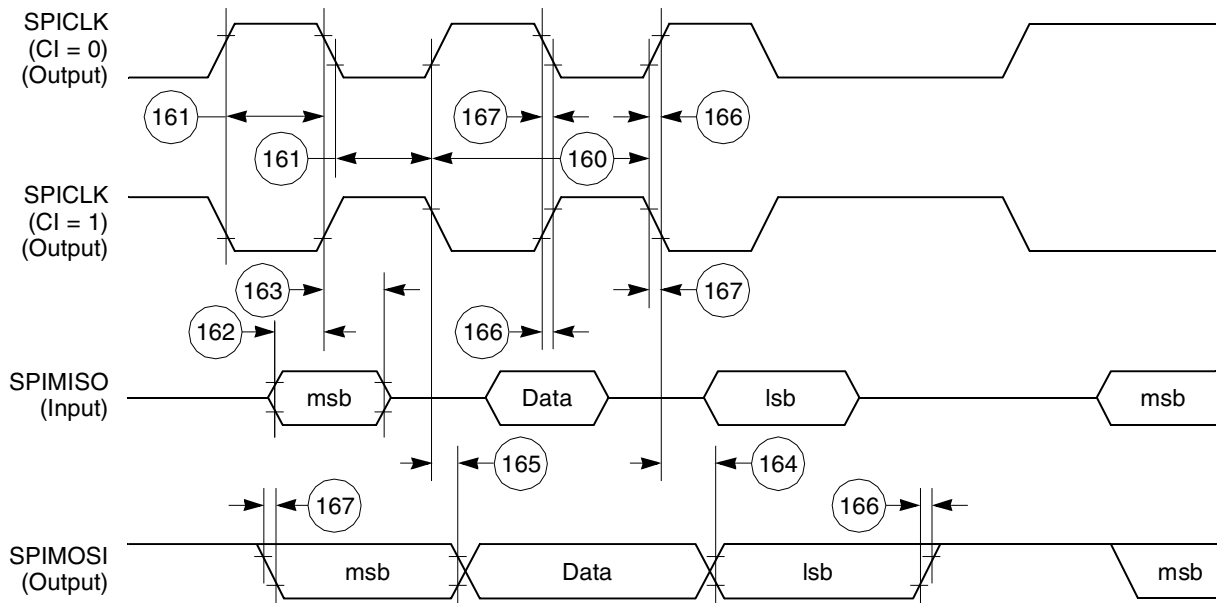 SPICLK
(CI = 0)
(Output)
161
167
166
161
160
SPICLK
(CI = 1)
(Output)
163
167
162
166
SPIMISO
(Input)
msb
Data
lsb
msb
165
164
167
166
SPIMOSI
(Output)
msb
Data
lsb
msb